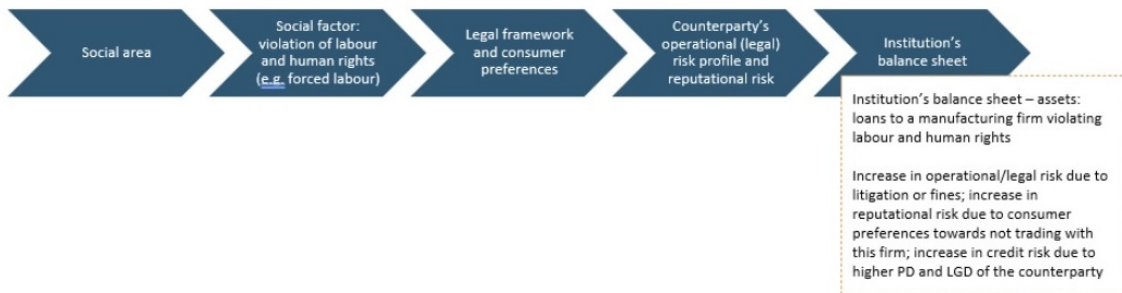 Social area
Social factor:
violation of labour
and human rights
(e.g. forced labour)
Legal framework
and consumer
preferences
Counterparty's
operational (legal)
risk profile and
reputational risk
Institution's
balance sheet
Institution's balance sheet – assets:
loans to a manufacturing firm violating
labour and human rights
Increase in operational/legal risk due to
litigation or fines; increase in
reputational risk due to consumer
preferences towards not trading with
this firm; increase in credit risk due to
higher PD and LGD of the counterparty